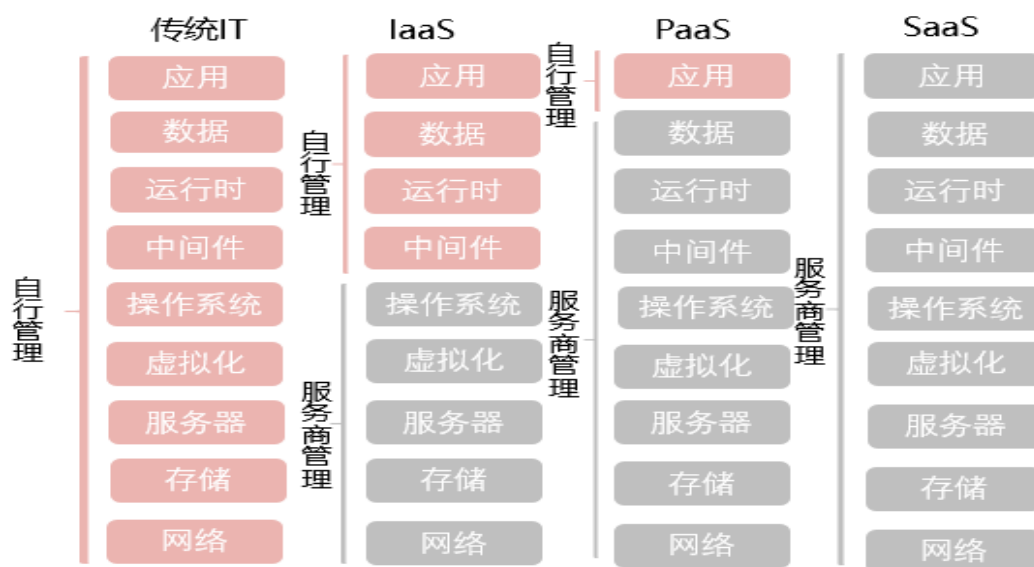 传统IT
IaaS
PaaS
SaaS
自行管理
应用
数据
运行时
中间件
操作系统
虚拟化
服务器
存储
网络
自行管理
服务商管理
应用
数据
运行时
中间件
操作系统
虚拟化
服务器
存储
网络
自行管理
服务商管理
应用
数据
运行时
中间件
操作系统
虚拟化
服务器
存储
网络
服务商管理
应用
数据
运行时
中间件
操作系统
虚拟化
服务器
存储
网络